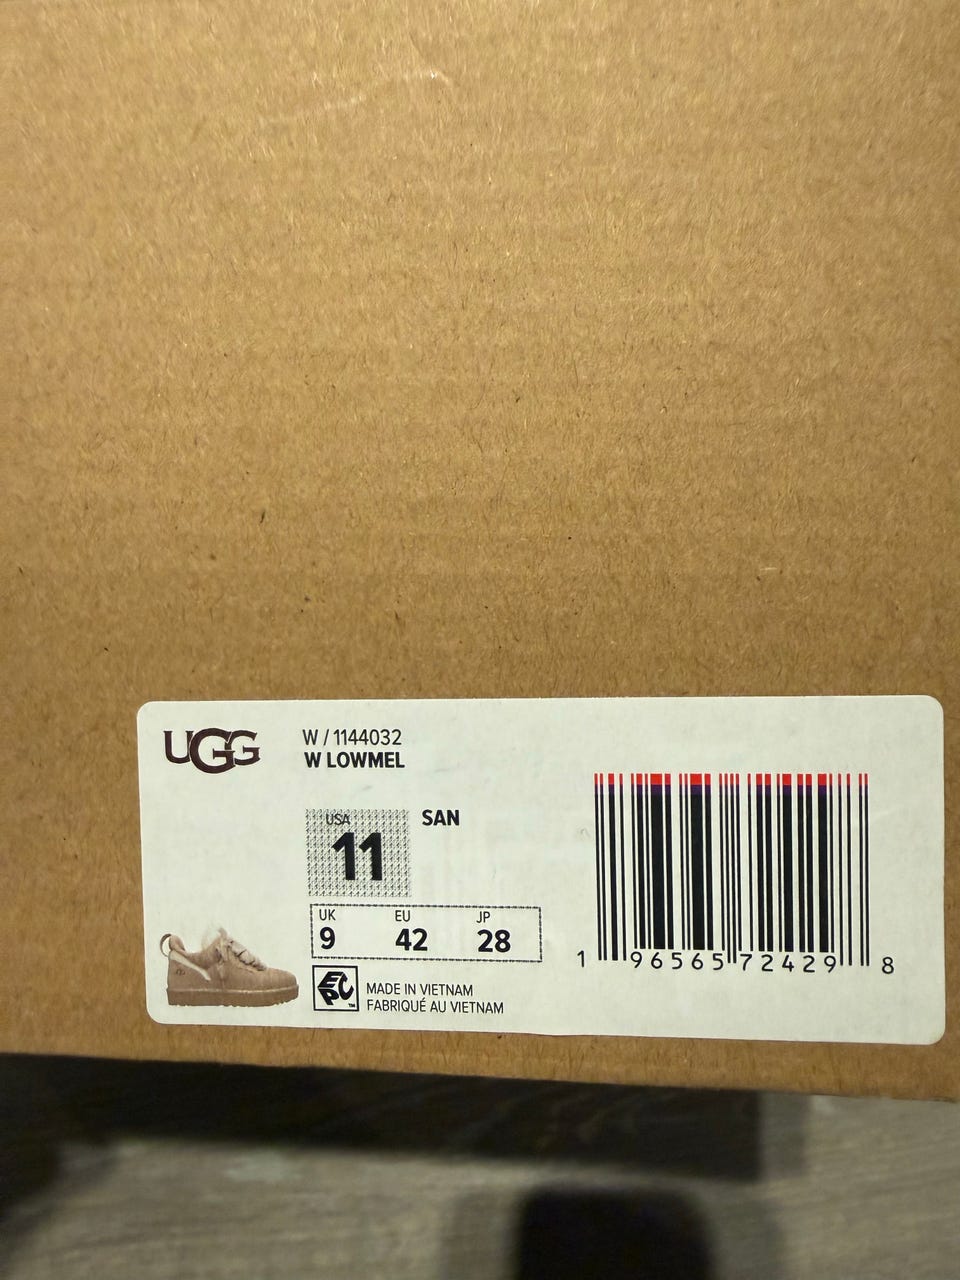 UGG
W / 1144032
W LOWMEL
USA
11
SAN
UK EU JP
9 42 28
EPC™
MADE IN VIETNAM
FABRIQUÉ AU VIETNAM
1 96565 72429 8